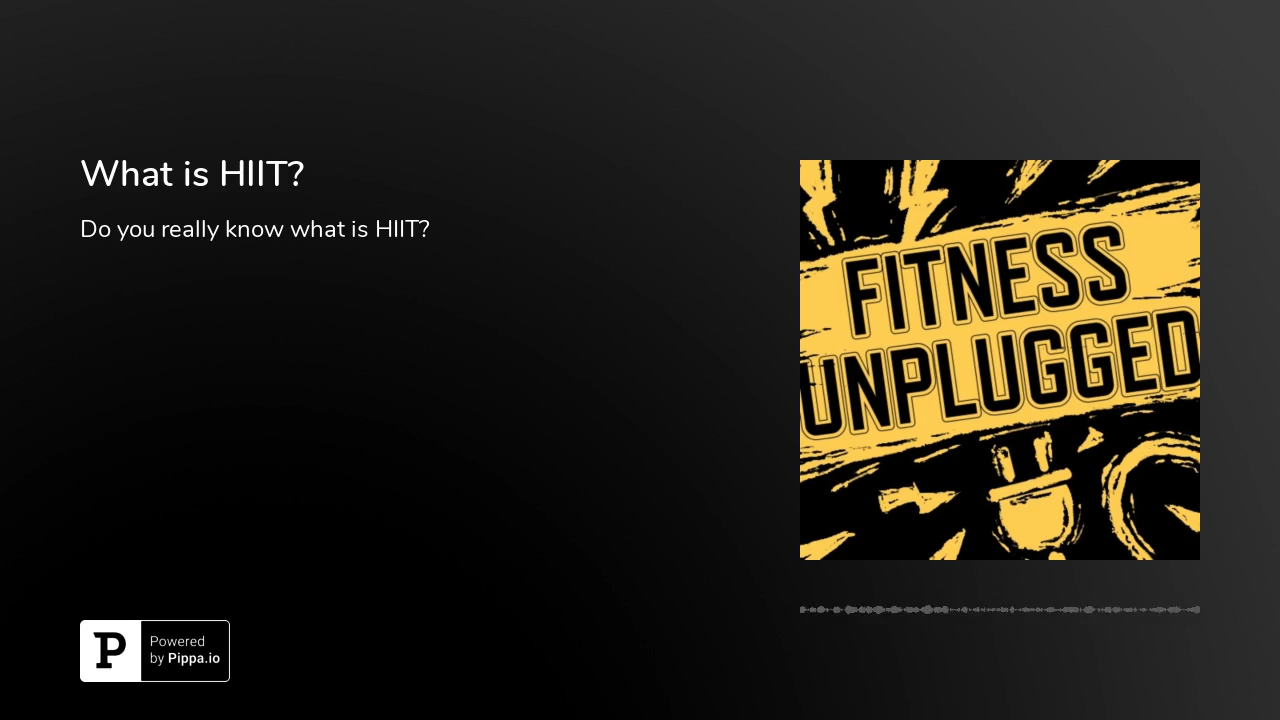 What is HIIT?
Do you really know what is HIIT?
FITNESS
UNPLUGGED
P
Powered
by Pippa.io